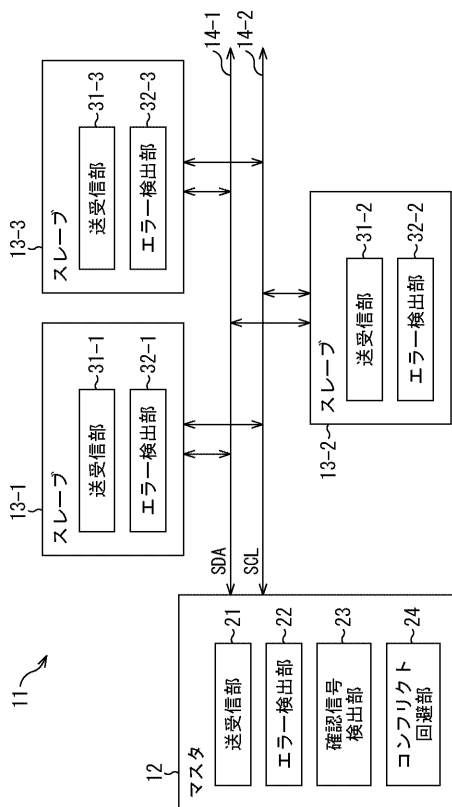 11
12
マスタ
送受信部
21
エラー検出部
22
確認信号
検出部
23
コンフリクト
回避部
24
SDA
SCL
13-1
スレーブ
送受信部
31-1
エラー検出部
32-1
13-3
スレーブ
送受信部
31-3
エラー検出部
32-3
14-1
14-2
13-2
スレーブ
送受信部
31-2
エラー検出部
32-2